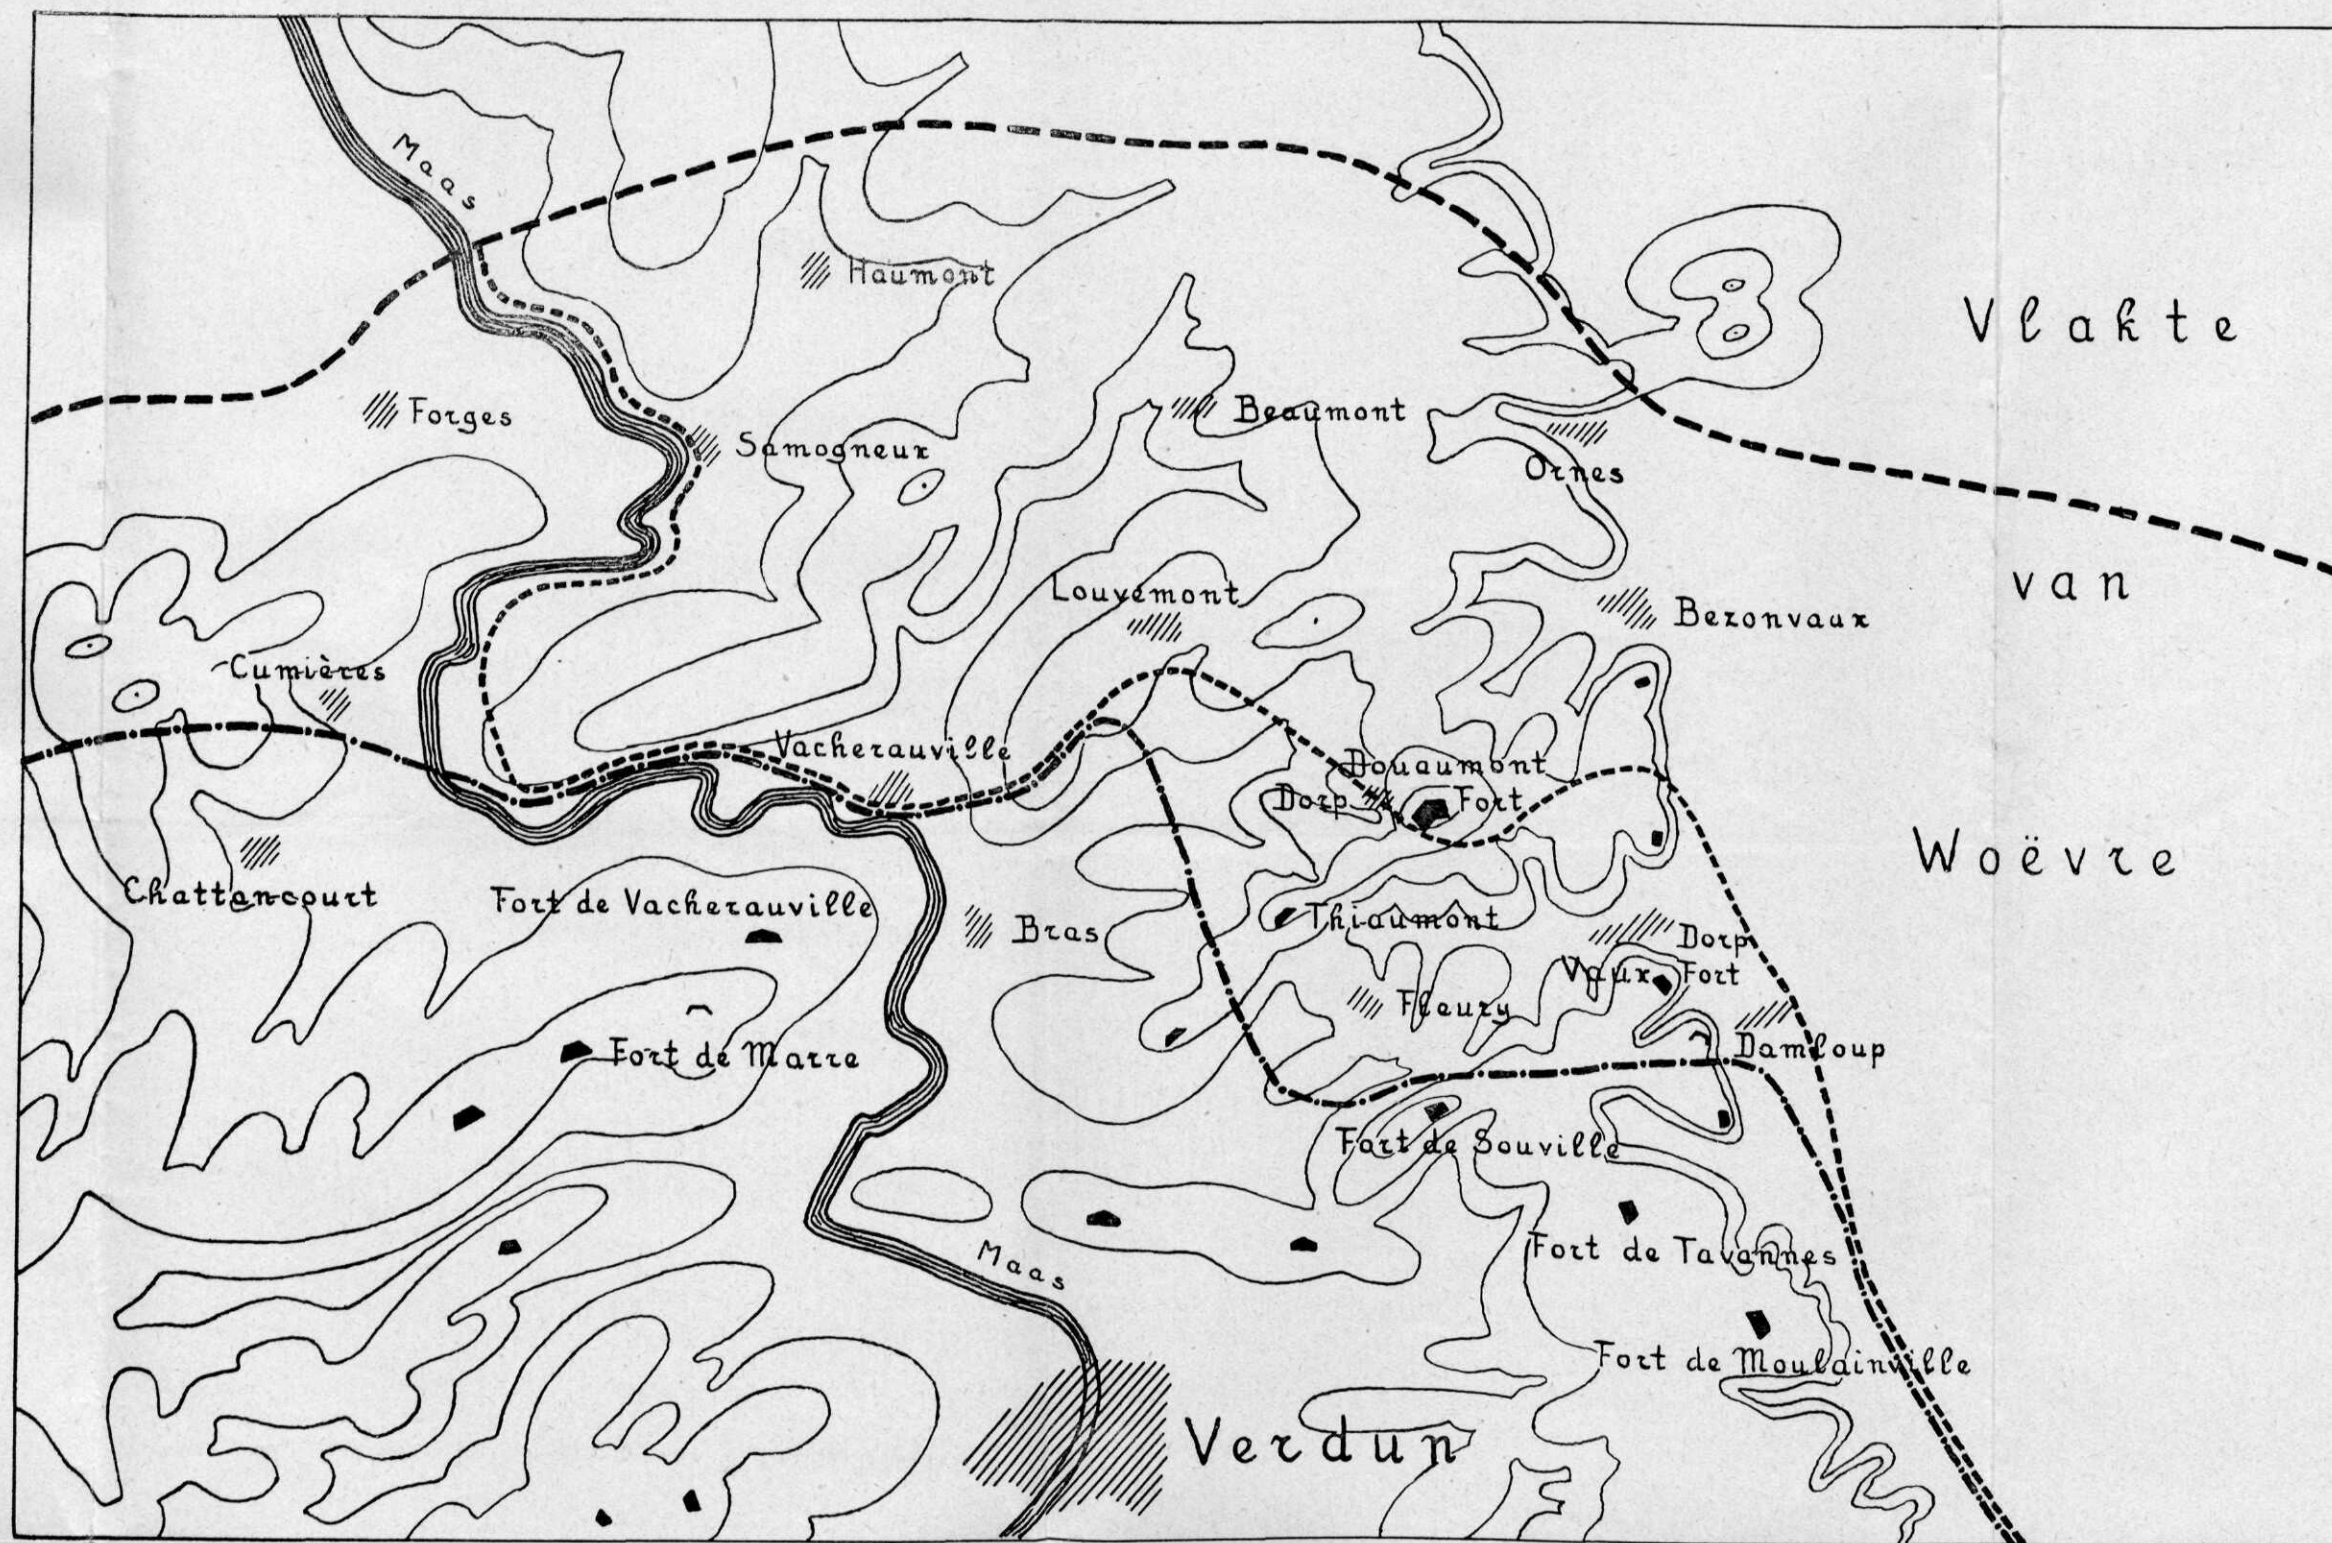 Maas
Haumont
Vlakte
Forges
Beaumont
Samogneux
Ornes
van
Louvemont
Bezonvaux
Cumières
Vacherauville
Douaumont
Dorp
Fort
Woëvre
Chattancourt
Fort de Vacherauville
Bras
Thiaumont
Dorp
Vaux
Fort
Fleury
Fort de Marre
Damloup
Fort de Souville
Maas
Fort de Tavannes
Fort de Moulainville
Verdun